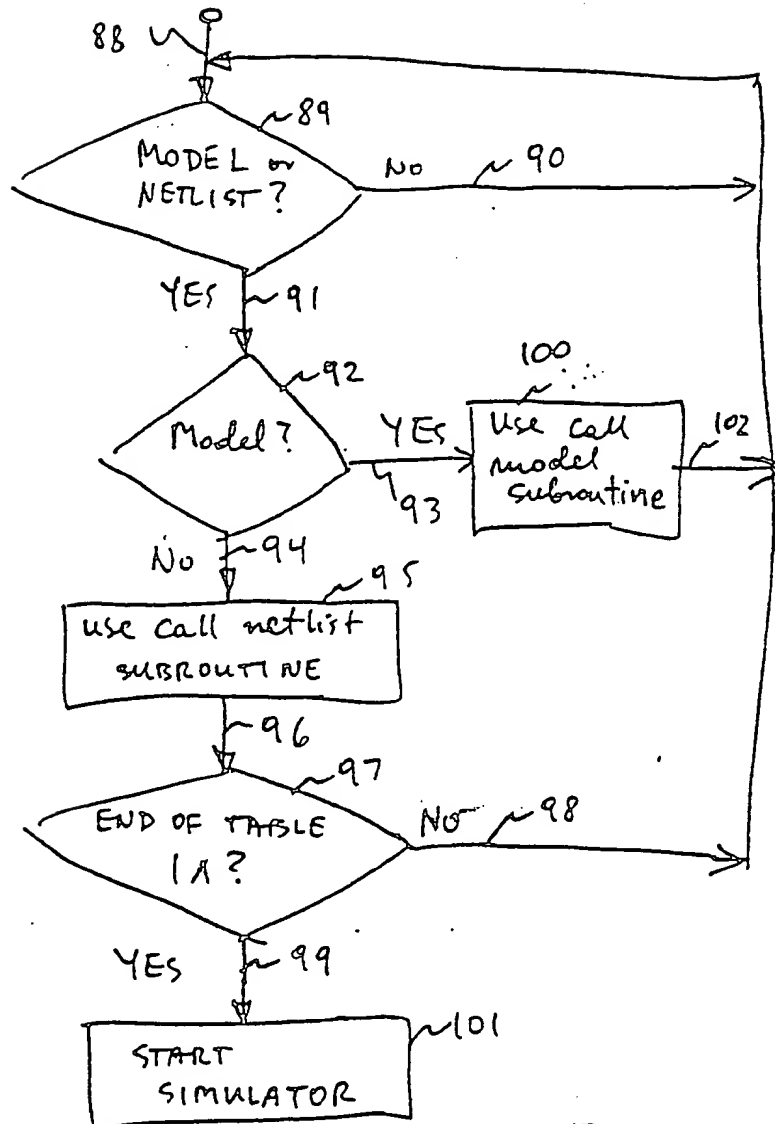 88
89
MODEL or
NETLIST?
No
90
YES
91
92
Model?
YES
93
100
Use call
model
subroutine
102
No
94
95
use call netlist
SUBROUTINE
96
97
END OF TABLE
1A?
NO
98
YES
99
START
SIMULATOR
101